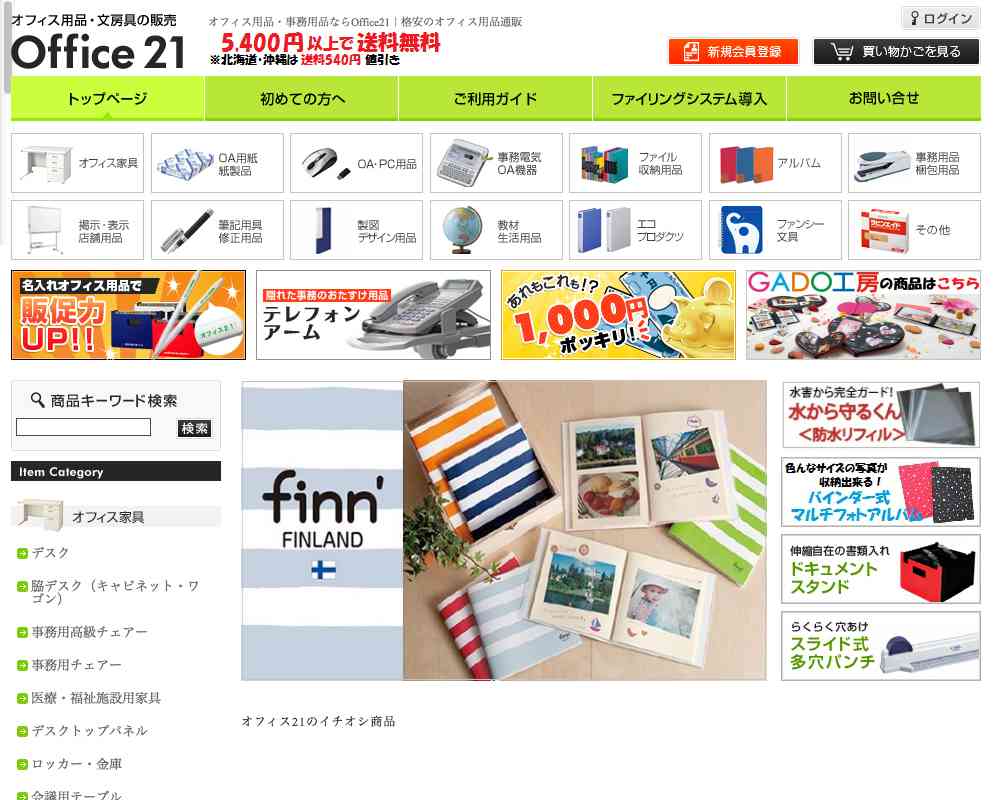 オフィス用品・文房具の販売
Office 21
オフィス用品・事務用品ならOffice21｜格安のオフィス用品通販
5,400円以上で送料無料
※北海道・沖縄は 送料540円 値引き
ログイン
新規会員登録
買い物かごを見る
トップページ
初めての方へ
ご利用ガイド
ファイリングシステム導入
お問い合せ
オフィス家具
OA用紙
紙製品
OA・PC用品
事務電気
OA機器
ファイル
収納用品
アルバム
事務用品
梱包用品
掲示・表示
店舗用品
筆記用具
修正用品
製図
デザイン用品
教材
生活用品
エコ
プロダクツ
ファンシー
文具
その他
名入れオフィス用品で
販促力
UP!!
オフィス21
隠れた事務のおたすけ用品
テレフォン
アーム
あれもこれも!?
1,000円
ポッキリ!
GADO工房の商品はこちら
商品キーワード検索
検索
Item Category
オフィス家具
デスク
脇デスク（キャビネット・ワ
ゴン）
事務用高級チェアー
事務用チェアー
医療・福祉施設用家具
デスクトップパネル
ロッカー・金庫
会議用テーブル
finn'
FINLAND
水害から完全ガード!
水から守るくん
＜防水リフィル＞
色んなサイズの写真が
収納出来る！
バインダー式
マルチフォトアルバム
伸縮自在の書類入れ
ドキュメント
スタンド
らくらく穴あけ
スライド式
多穴パンチ
オフィス21のイチオシ商品